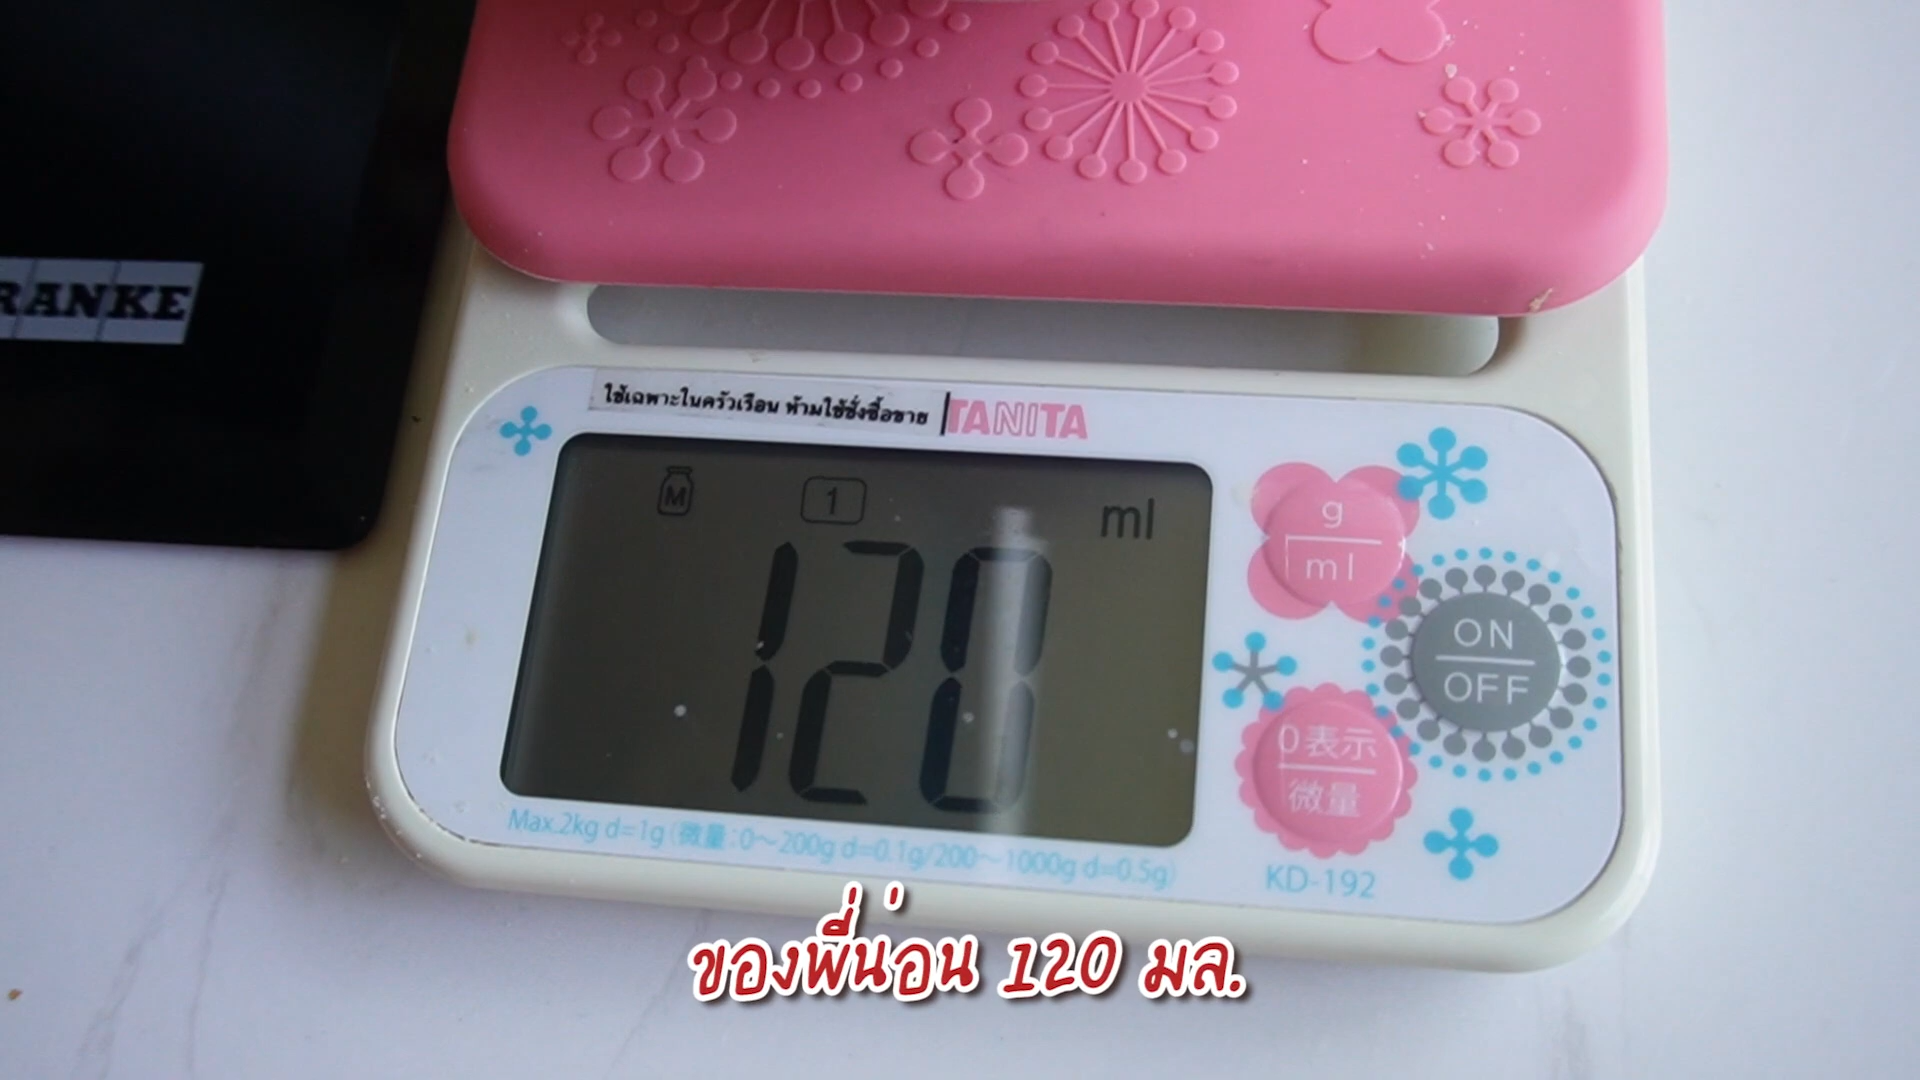 RANKE
ใช้เฉพาะในครัวเรือน ห้ามใช้ชั่งซื้อขาย TANITA
M 1 ml
120
g
ml
ON
OFF
0表示
微量
Max.2kg d=1g (微量:0～200g d=0.1g/200～1000g d=0.5g)
KD-192
ของพี่น่อน 120 มล.